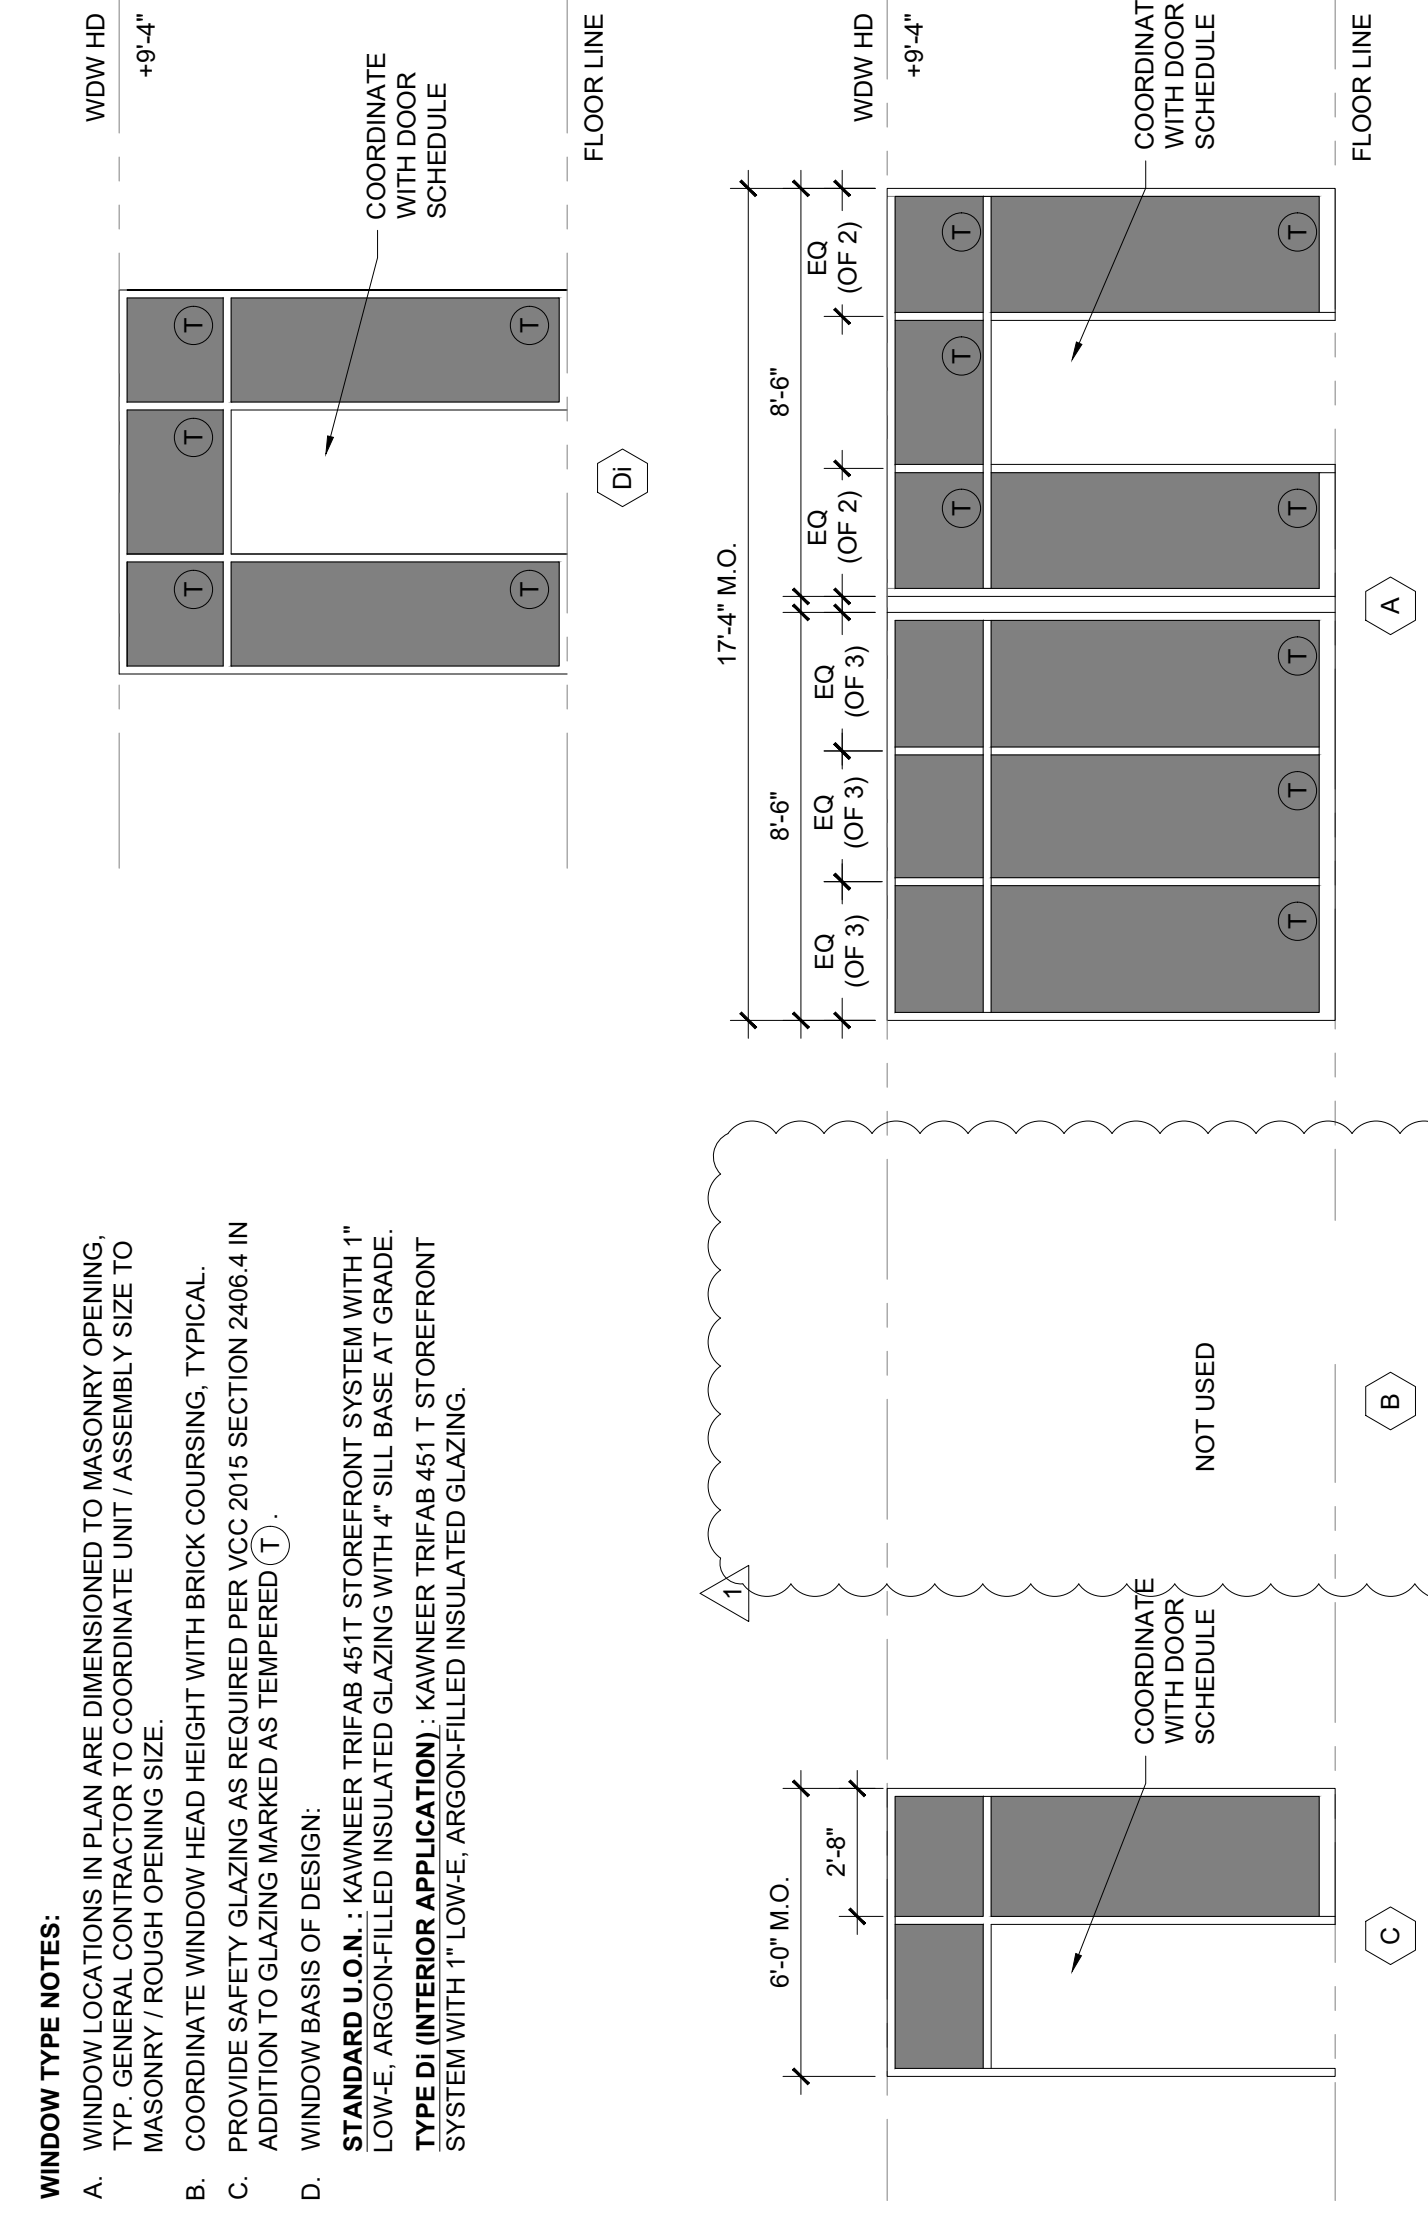 WINDOW TYPE NOTES:
A. WINDOW LOCATIONS IN PLAN ARE DIMENSIONED TO MASONRY OPENING,
TYP. GENERAL CONTRACTOR TO COORDINATE UNIT / ASSEMBLY SIZE TO
MASONRY / ROUGH OPENING SIZE.
B. COORDINATE WINDOW HEAD HEIGHT WITH BRICK COURSING, TYPICAL.
C. PROVIDE SAFETY GLAZING AS REQUIRED PER VCC 2015 SECTION 2406.4 IN
ADDITION TO GLAZING MARKED AS TEMPERED T .
D. WINDOW BASIS OF DESIGN:
STANDARD U.O.N. : KAWNEER TRIFAB 451T STOREFRONT SYSTEM WITH 1"
LOW-E, ARGON-FILLED INSULATED GLAZING WITH 4" SILL BASE AT GRADE.
TYPE Di (INTERIOR APPLICATION) : KAWNEER TRIFAB 451 T STOREFRONT
SYSTEM WITH 1" LOW-E, ARGON-FILLED INSULATED GLAZING.
WDW HD
+9'-4"
T T T
COORDINATE
WITH DOOR
SCHEDULE
T T
FLOOR LINE
Di
6'-0" M.O.
2'-8"
COORDINATE
WITH DOOR
SCHEDULE
C
1
NOT USED
B
17'-4" M.O.
8'-6" 8'-6"
EQ
(OF 3)
EQ
(OF 3)
EQ
(OF 3)
EQ
(OF 2)
EQ
(OF 2)
WDW HD
+9'-4"
T T T
COORDINAT
WITH DOOR
SCHEDULE
T T T T T
FLOOR LINE
A